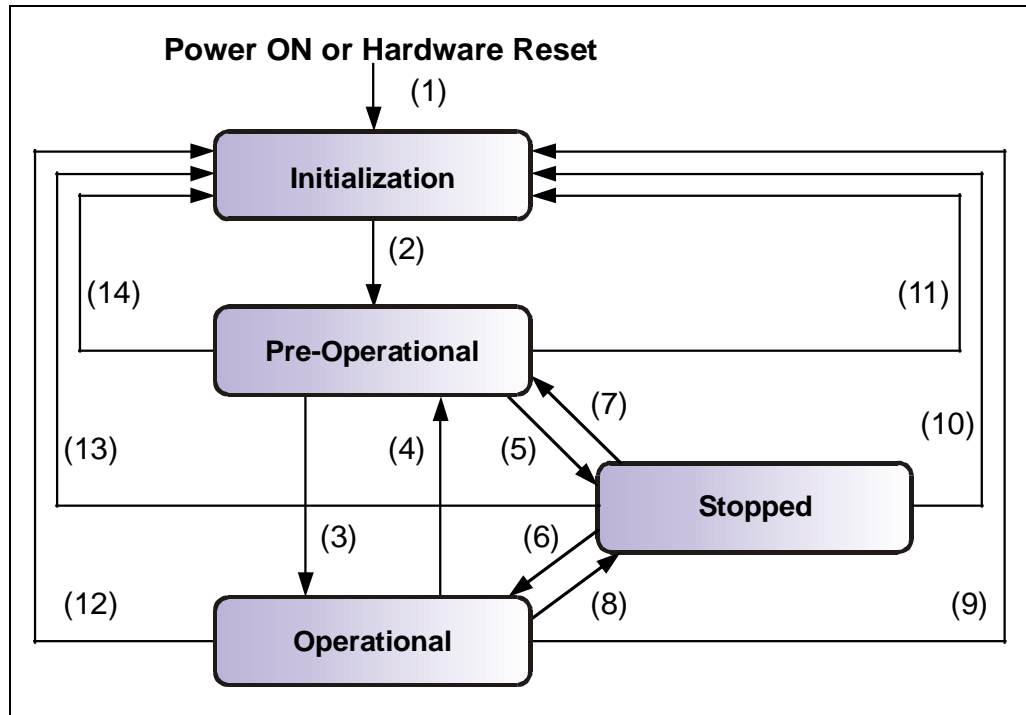 Power ON or Hardware Reset
(1)
Initialization
(2)
(14)
(11)
Pre-Operational
(7)
(13)
(4)
(5)
(10)
Stopped
(3)
(6)
(12)
(8)
(9)
Operational